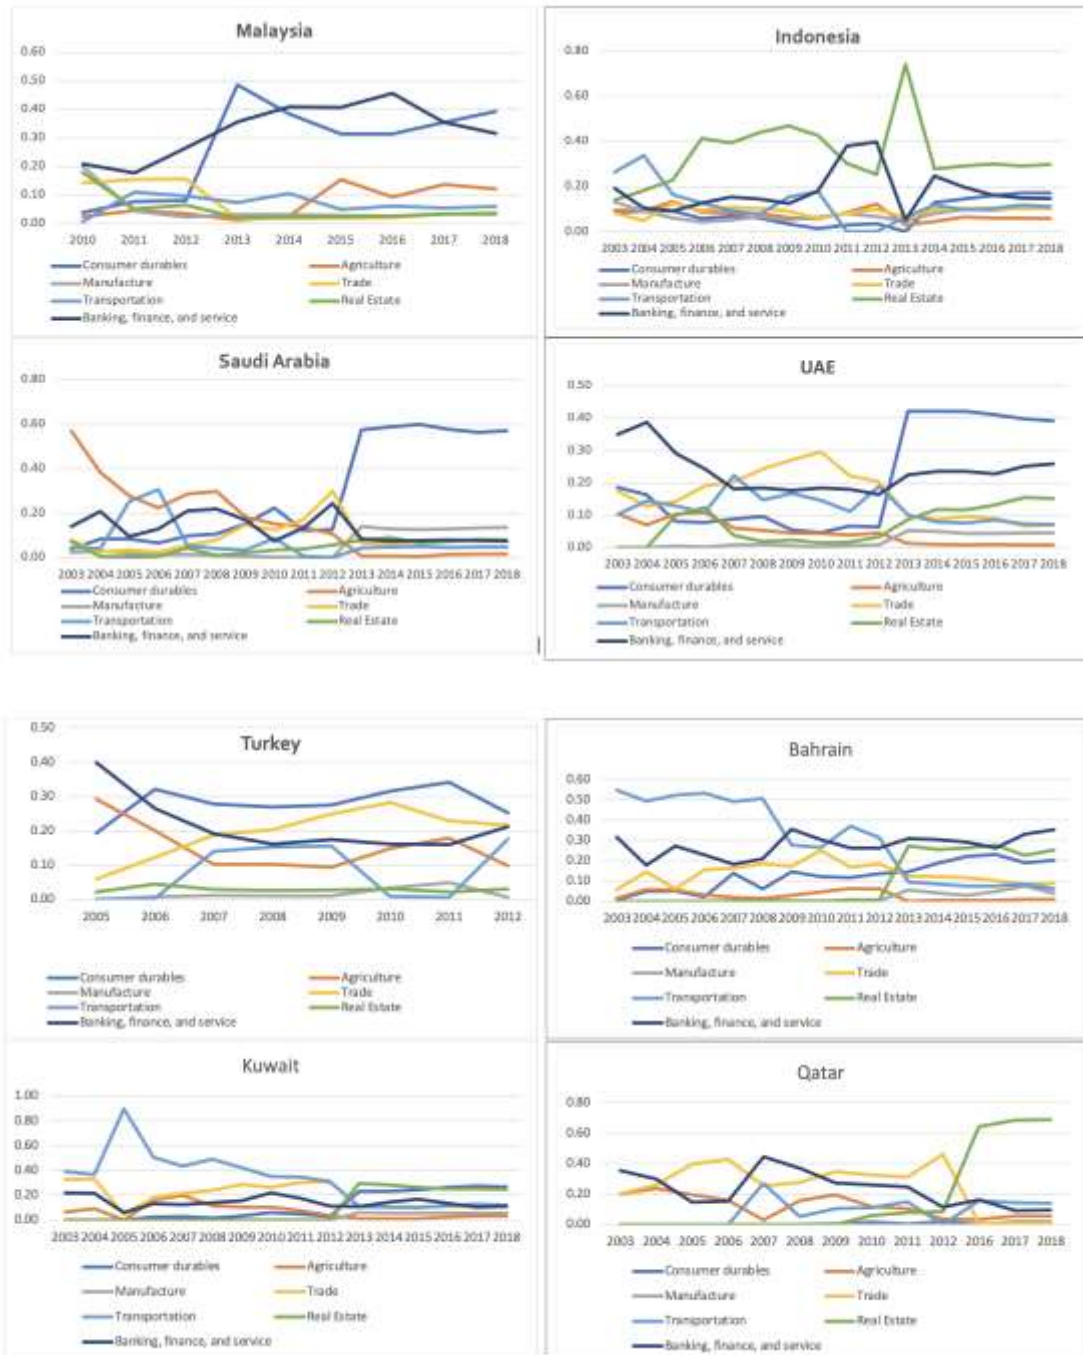 Malaysia
0.60
0.50
0.40
0.30
0.20
0.10
0.00
2010 2011 2012 2013 2014 2015 2016 2017 2018
Consumer durables Agriculture
Manufacture Trade
Transportation Real Estate
Banking, finance, and service
Indonesia
0.80
0.60
0.40
0.20
0.00
2003 2004 2005 2006 2007 2008 2009 2010 2011 2012 2013 2014 2015 2016 2017 2018
Consumer durables Agriculture
Manufacture Trade
Transportation Real Estate
Banking, finance, and service
Saudi Arabia
0.80
0.60
0.40
0.20
0.00
2003 2004 2005 2006 2007 2008 2009 2010 2011 2012 2013 2014 2015 2016 2017 2018
Consumer durables Agriculture
Manufacture Trade
Transportation Real Estate
Banking, finance, and service
UAE
0.50
0.40
0.30
0.20
0.10
0.00
2003 2004 2005 2006 2007 2008 2009 2010 2011 2012 2013 2014 2015 2016 2017 2018
Consumer durables Agriculture
Manufacture Trade
Transportation Real Estate
Banking, finance, and service
Turkey
0.50
0.40
0.30
0.20
0.10
0.00
2005 2006 2007 2008 2009 2010 2011 2012
Consumer durables Agriculture
Manufacture Trade
Transportation Real Estate
Banking, finance, and service
Bahrain
0.60
0.50
0.40
0.30
0.20
0.10
0.00
2003 2004 2005 2006 2007 2008 2009 2010 2011 2012 2013 2014 2015 2016 2017 2018
Consumer durables Agriculture
Manufacture Trade
Transportation Real Estate
Banking, finance, and service
Kuwait
1.00
0.80
0.60
0.40
0.20
0.00
2003 2004 2005 2006 2007 2008 2009 2010 2011 2012 2013 2014 2015 2016 2017 2018
Consumer durables Agriculture
Manufacture Trade
Transportation Real Estate
Banking, finance, and service
Qatar
0.80
0.60
0.40
0.20
0.00
2003 2004 2005 2006 2007 2008 2009 2010 2011 2012 2016 2017 2018
Consumer durables Agriculture
Manufacture Trade
Transportation Real Estate
Banking, finance, and service